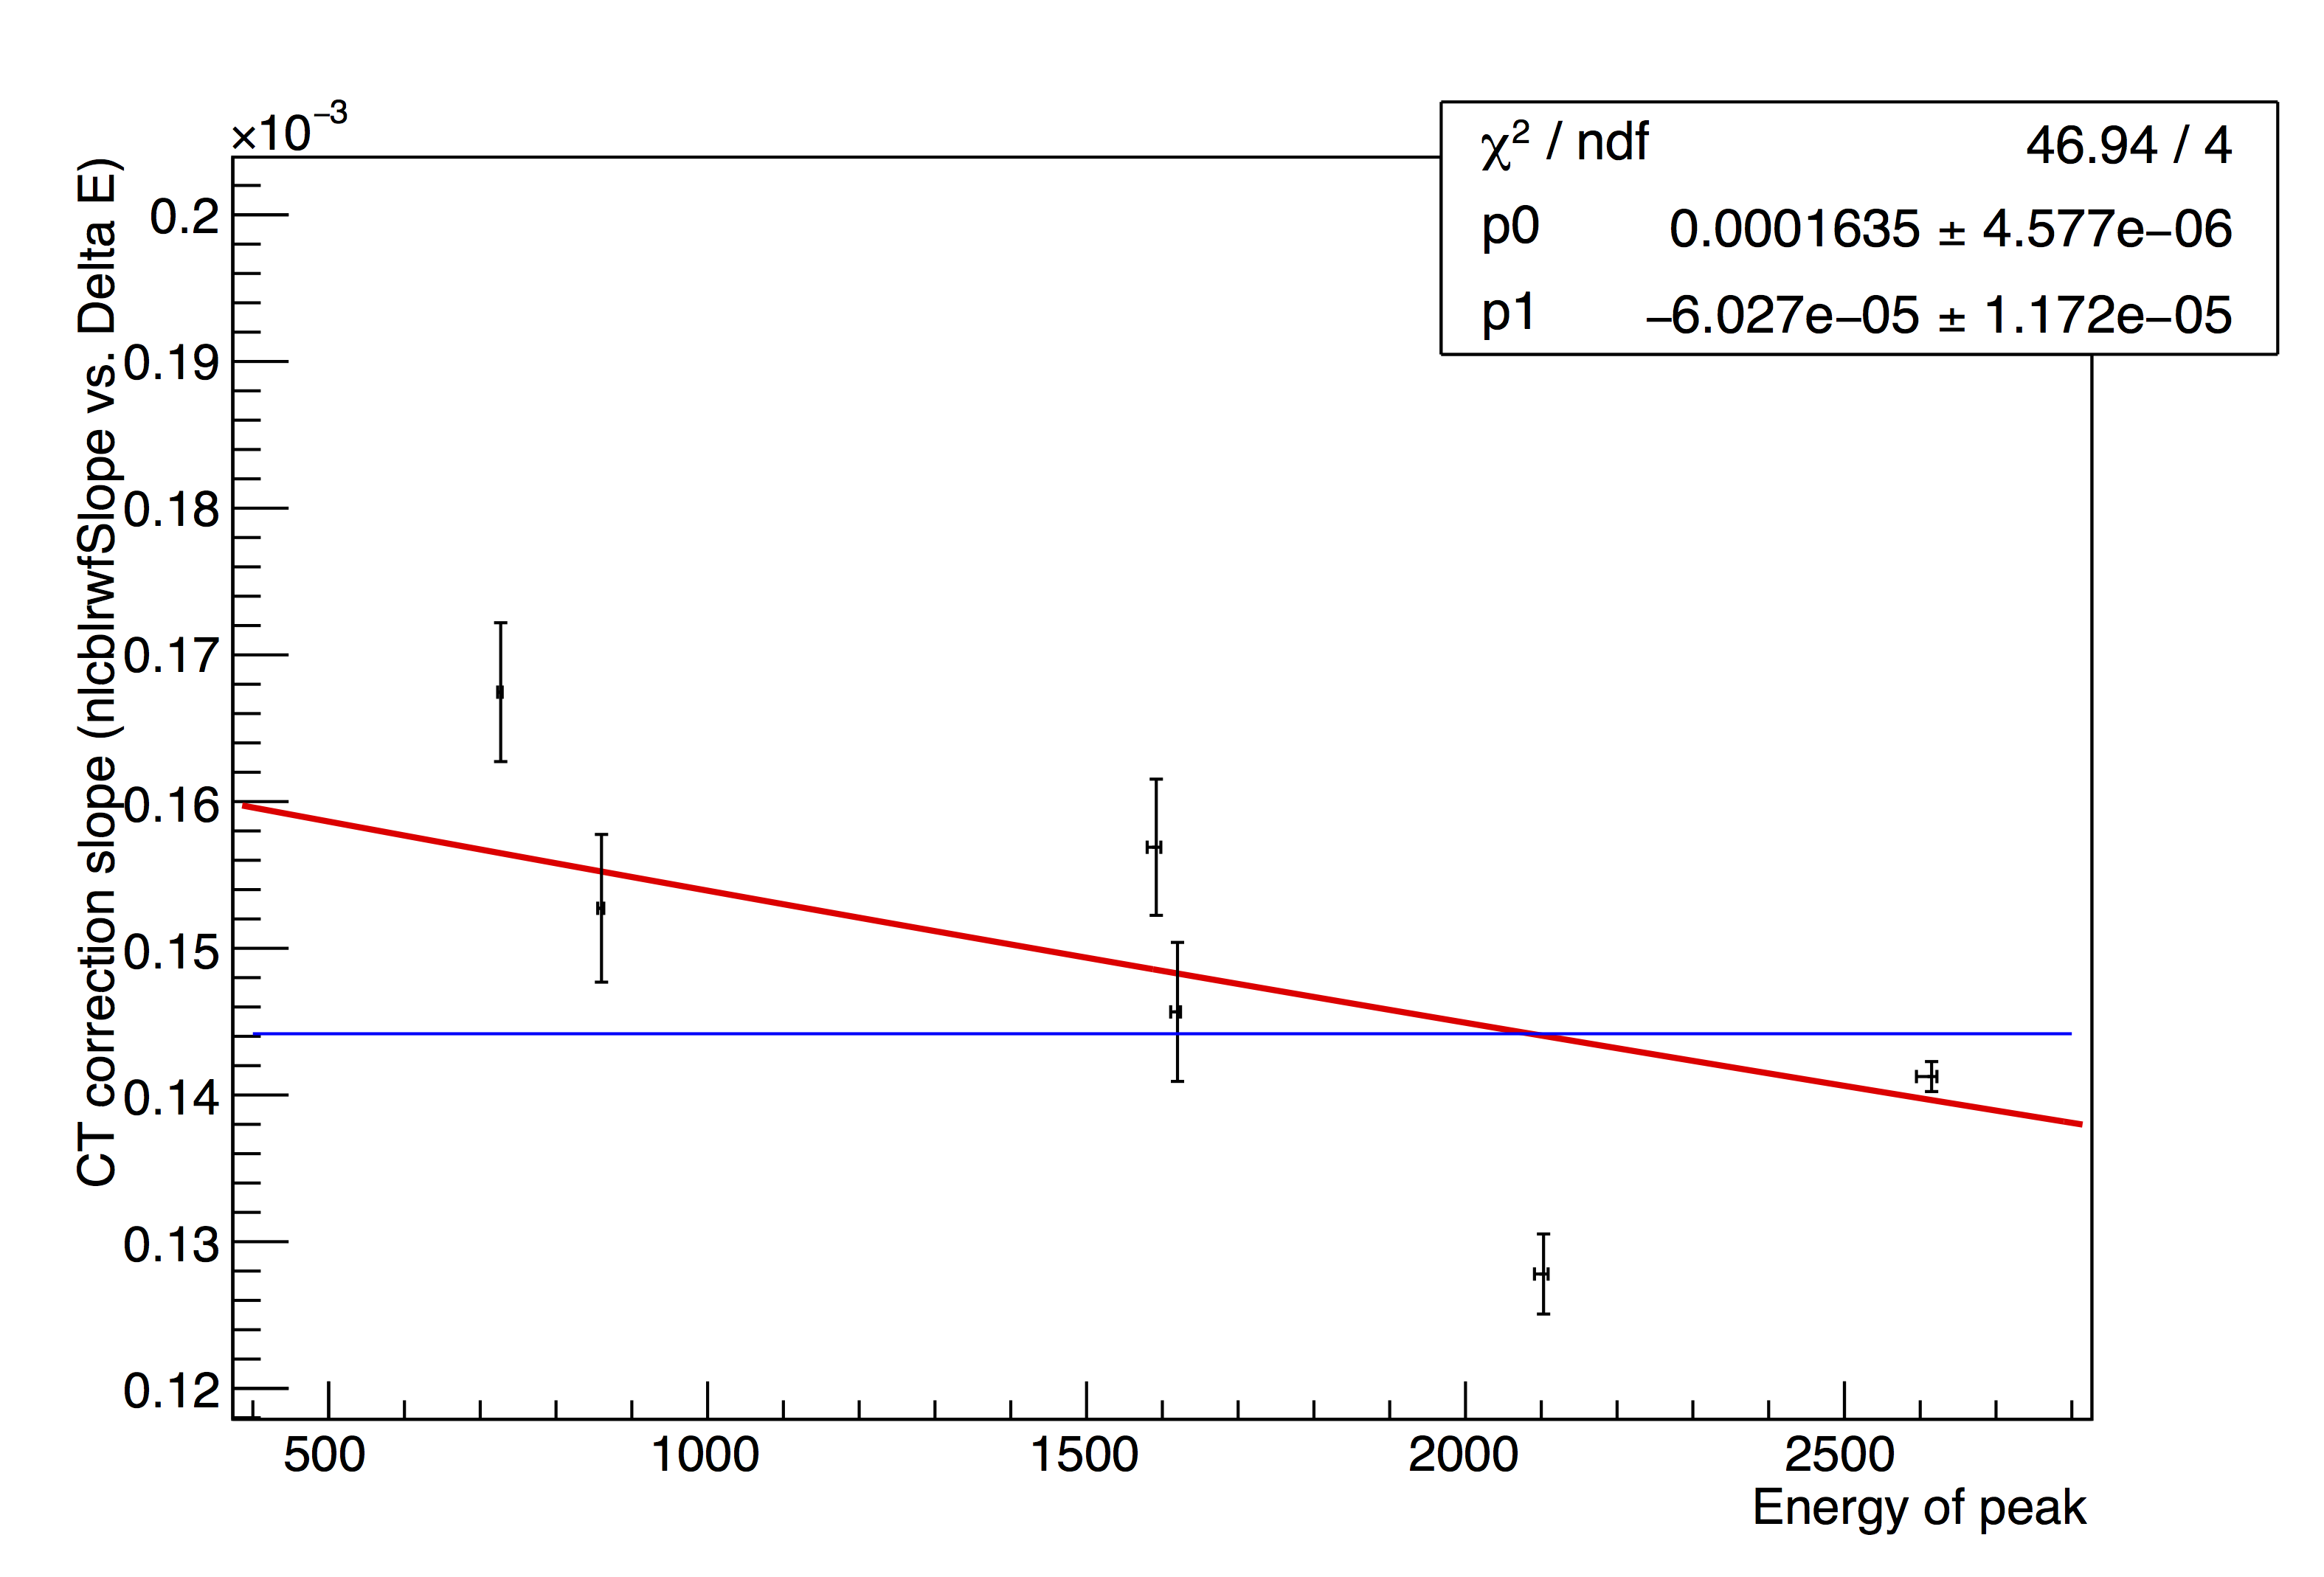 ×10⁻³
χ² / ndf 46.94 / 4
p0 0.0001635 ± 4.577e−06
p1 −6.027e−05 ± 1.172e−05
CT correction slope (nlcblrwfSlope vs. Delta E)
0.2
0.19
0.18
0.17
0.16
0.15
0.14
0.13
0.12
500 1000 1500 2000 2500
Energy of peak